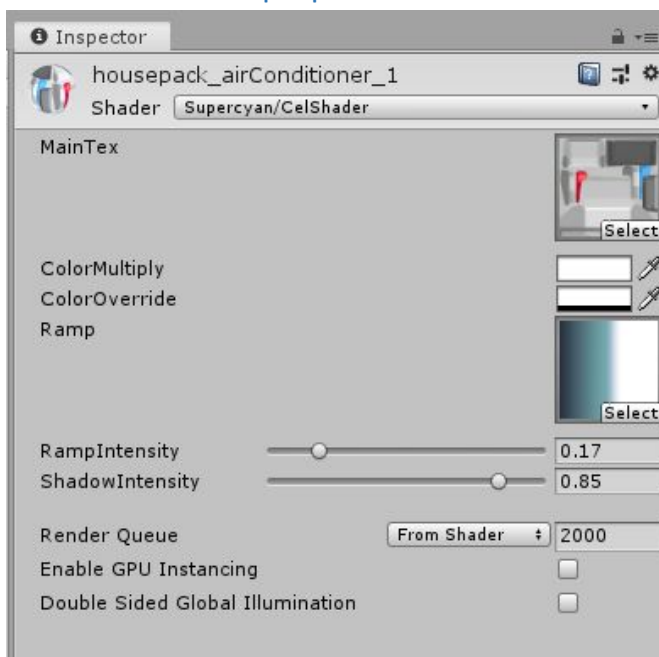 Inspector
housepack_airConditioner_1
Shader Supercyan/CelShader
MainTex
Select
ColorMultiply
ColorOverride
Ramp
Select
RampIntensity 0.17
ShadowIntensity 0.85
Render Queue From Shader 2000
Enable GPU Instancing
Double Sided Global Illumination